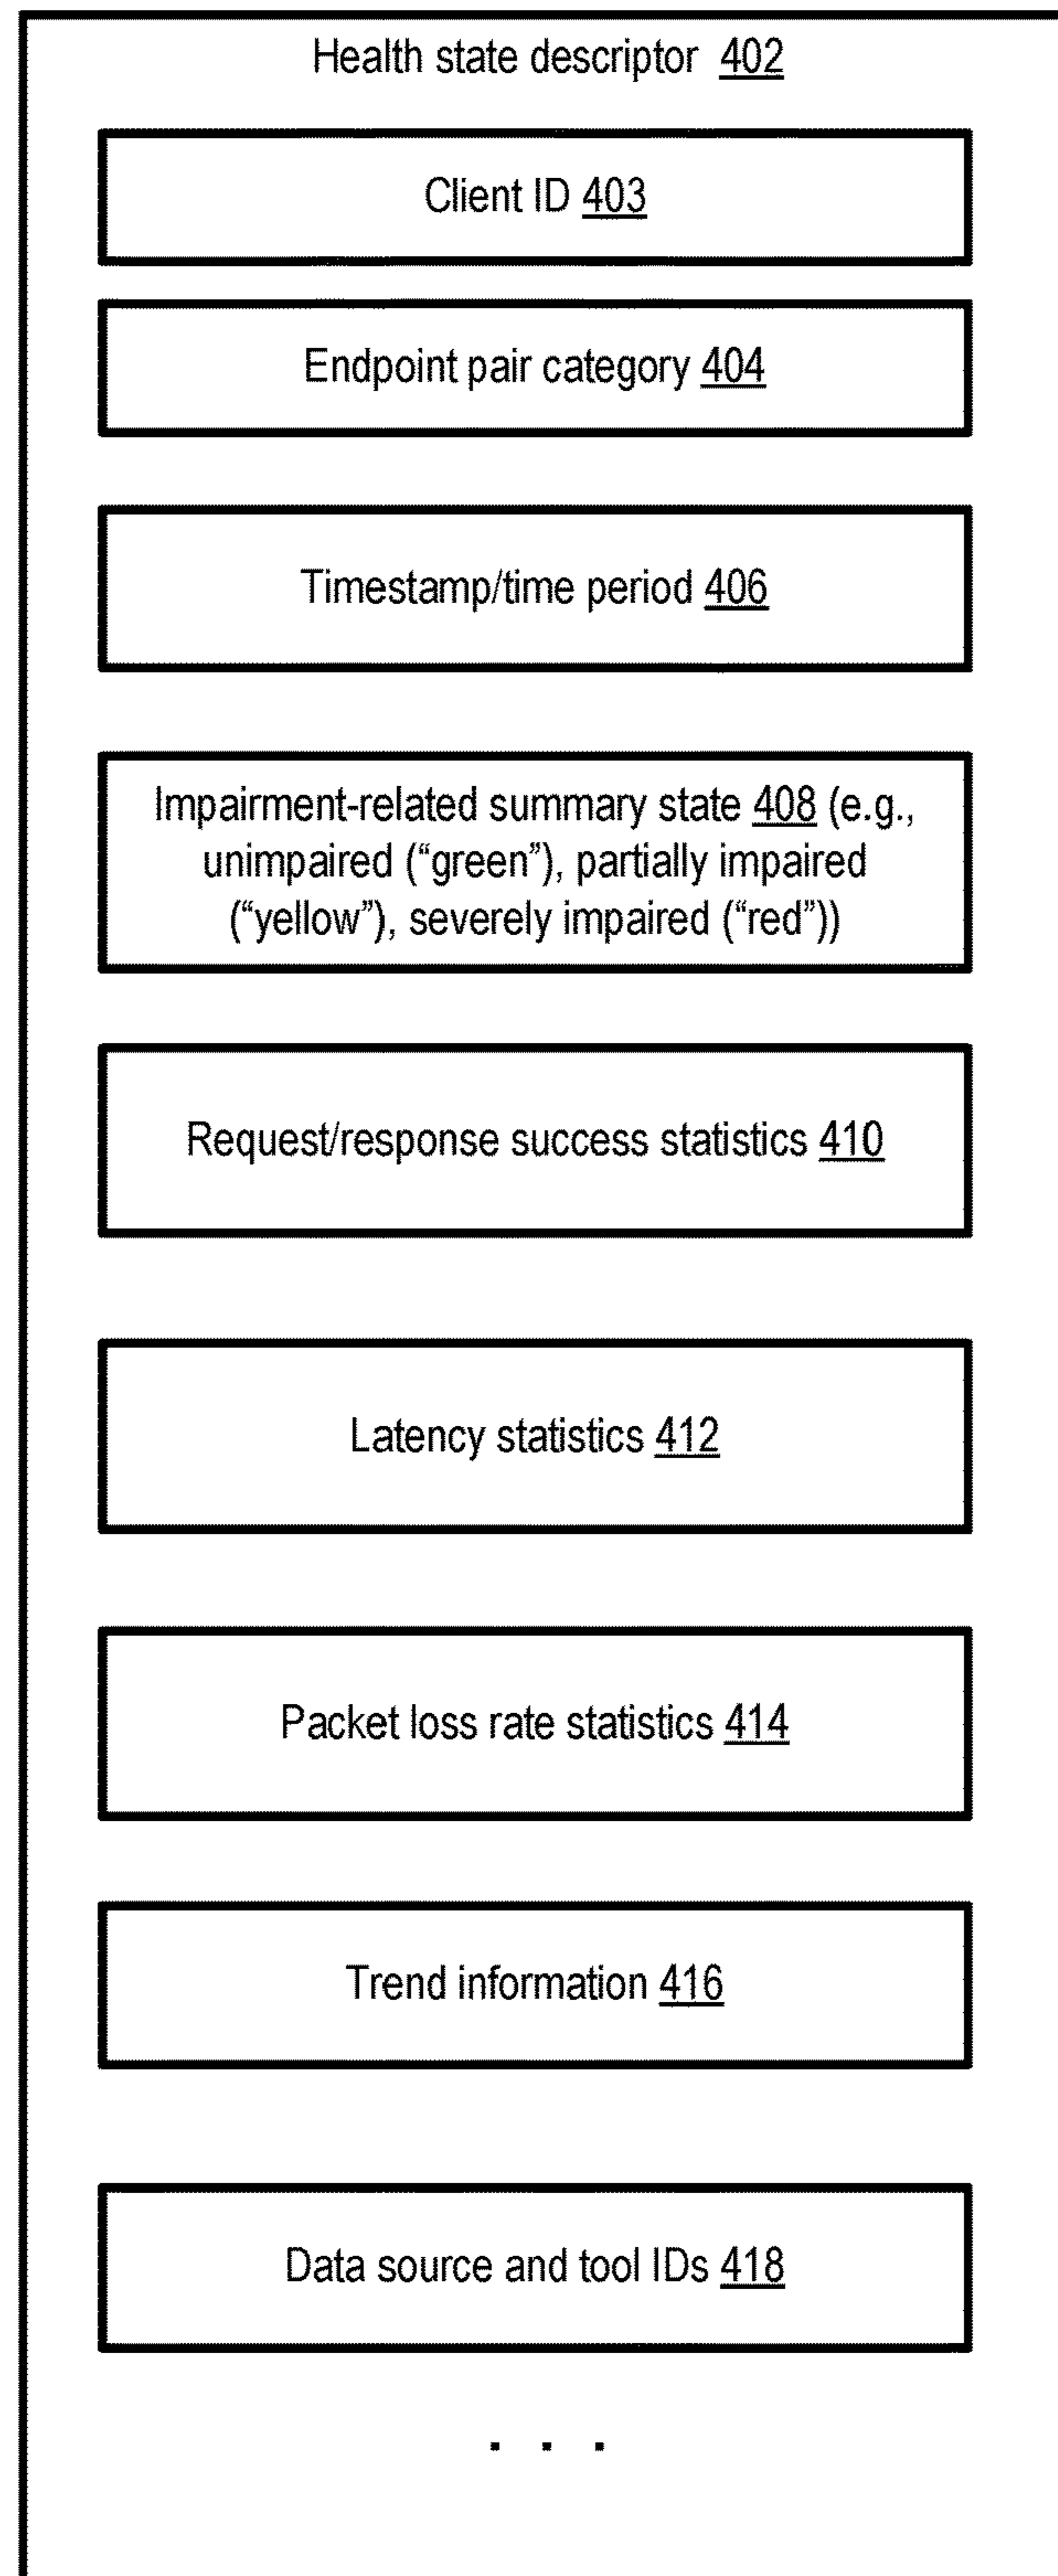 Health state descriptor 402
Client ID 403
Endpoint pair category 404
Timestamp/time period 406
Impairment-related summary state 408 (e.g.,
unimpaired (“green”), partially impaired
(“yellow”), severely impaired (“red”))
Request/response success statistics 410
Latency statistics 412
Packet loss rate statistics 414
Trend information 416
Data source and tool IDs 418
. . .